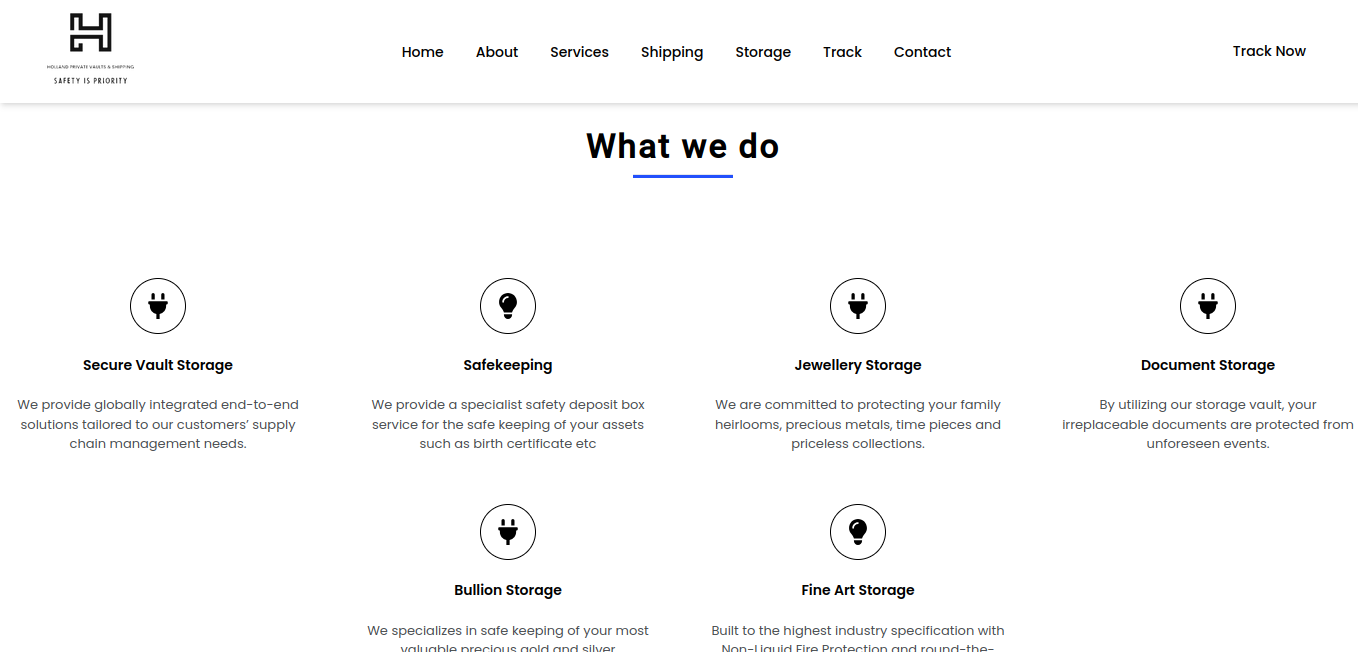 HOLLAND PRIVATE VAULTS & SHIPPING
SAFETY IS PRIORITY
Home About Services Shipping Storage Track Contact
Track Now
What we do
Secure Vault Storage
We provide globally integrated end-to-end
solutions tailored to our customers’ supply
chain management needs.
Safekeeping
We provide a specialist safety deposit box
service for the safe keeping of your assets
such as birth certificate etc
Jewellery Storage
We are committed to protecting your family
heirlooms, precious metals, time pieces and
priceless collections.
Document Storage
By utilizing our storage vault, your
irreplaceable documents are protected from
unforeseen events.
Bullion Storage
We specializes in safe keeping of your most
valuable precious gold and silver
Fine Art Storage
Built to the highest industry specification with
Non-Liquid Fire Protection and round-the-